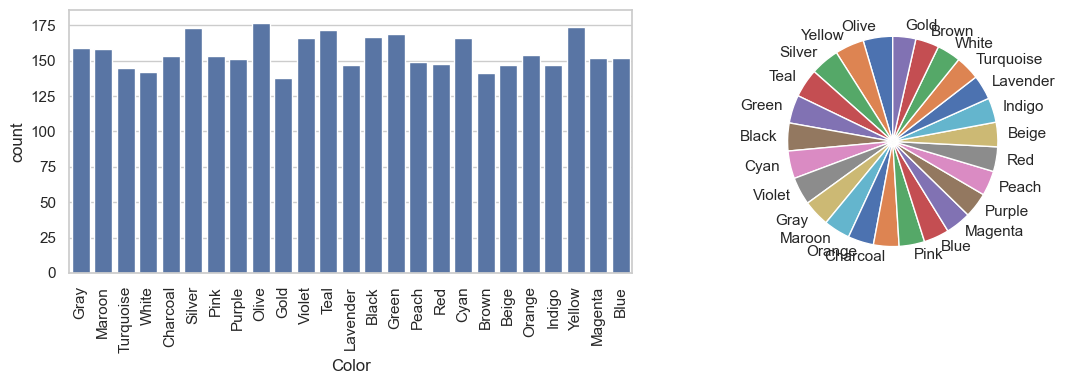 175
150
125
100
75
50
25
0
count
Gray
Maroon
Turquoise
White
Charcoal
Silver
Pink
Purple
Olive
Gold
Violet
Teal
Lavender
Black
Green
Peach
Red
Cyan
Brown
Beige
Orange
Indigo
Yellow
Magenta
Blue
Color
Olive
Yellow
Silver
Teal
Green
Black
Cyan
Violet
Gray
Maroon
Orange
Charcoal
Pink
Blue
Magenta
Purple
Peach
Red
Beige
Indigo
Lavender
Turquoise
White
Brown
Gold